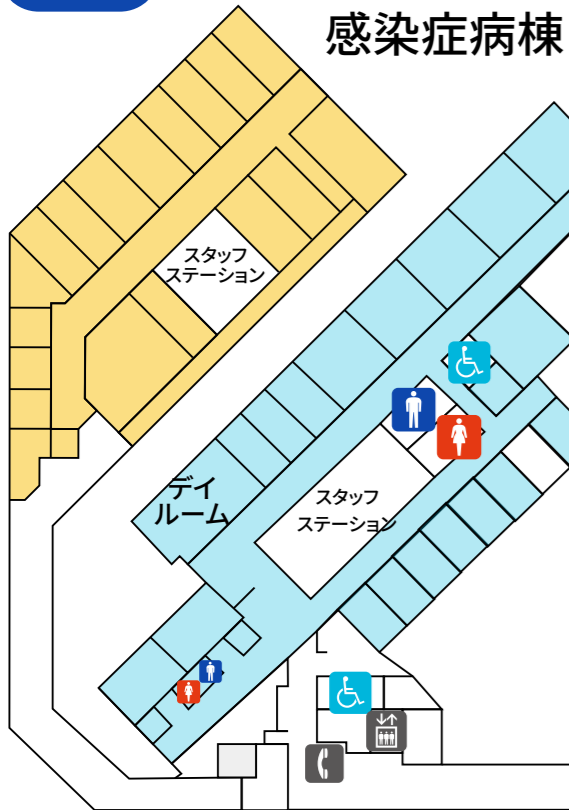 感染症病棟
スタッフ
ステーション
デイ
ルーム
スタッフ
ステーション